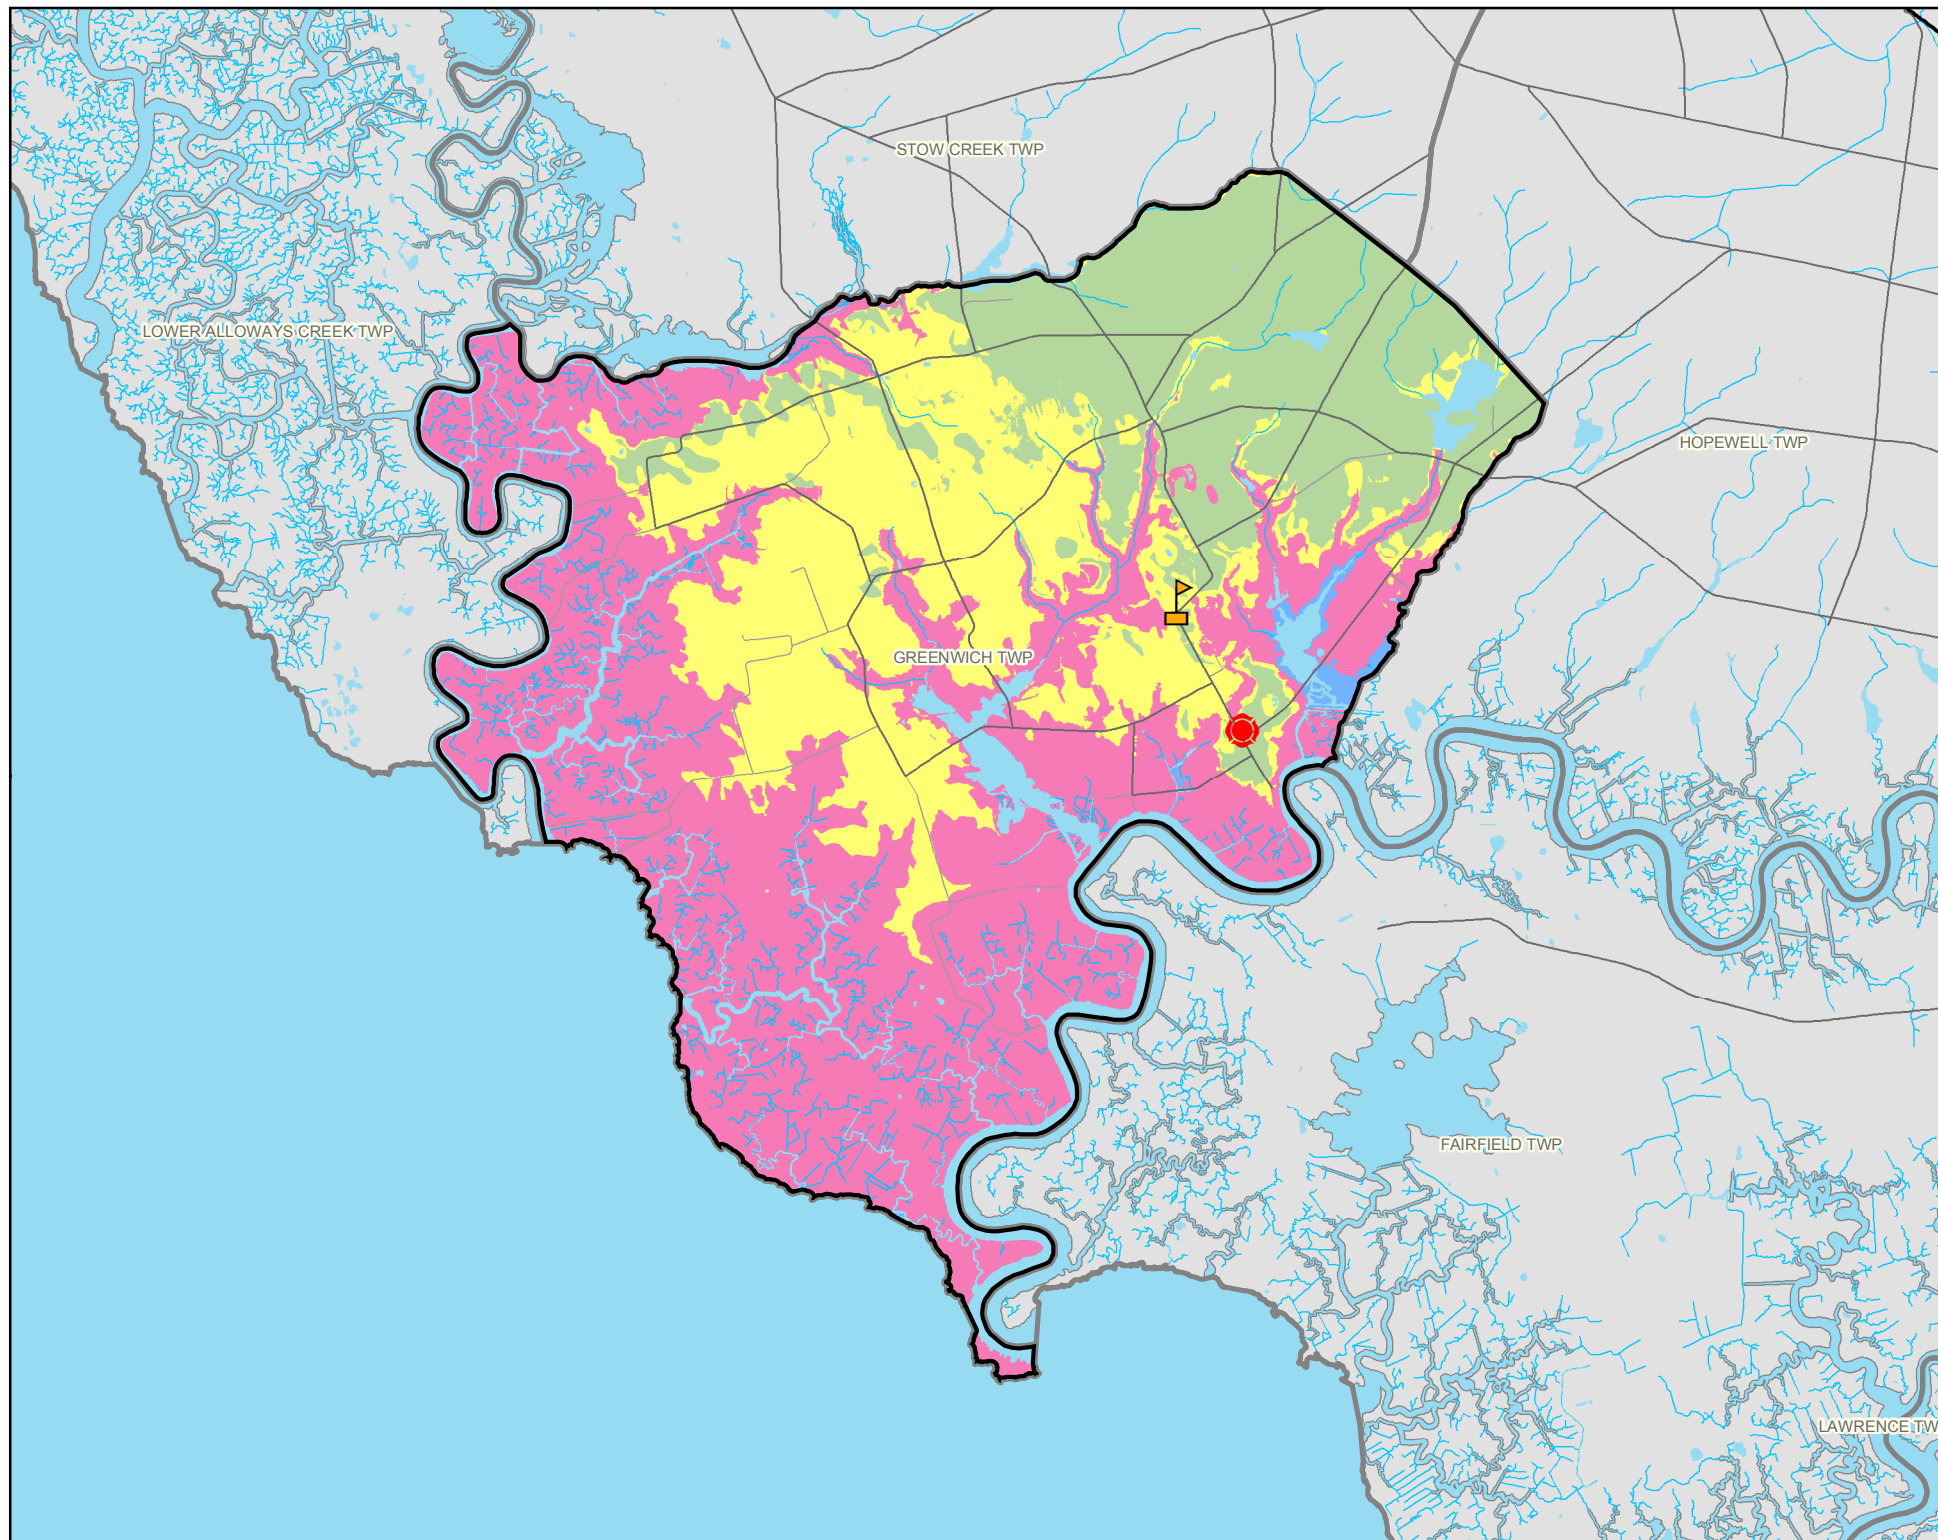 STOW CREEK TWP
LOWER ALLOWAYS CREEK TWP
HOPEWELL TWP
GREENWICH TWP
FAIRFIELD TWP
LAWRENCE TW